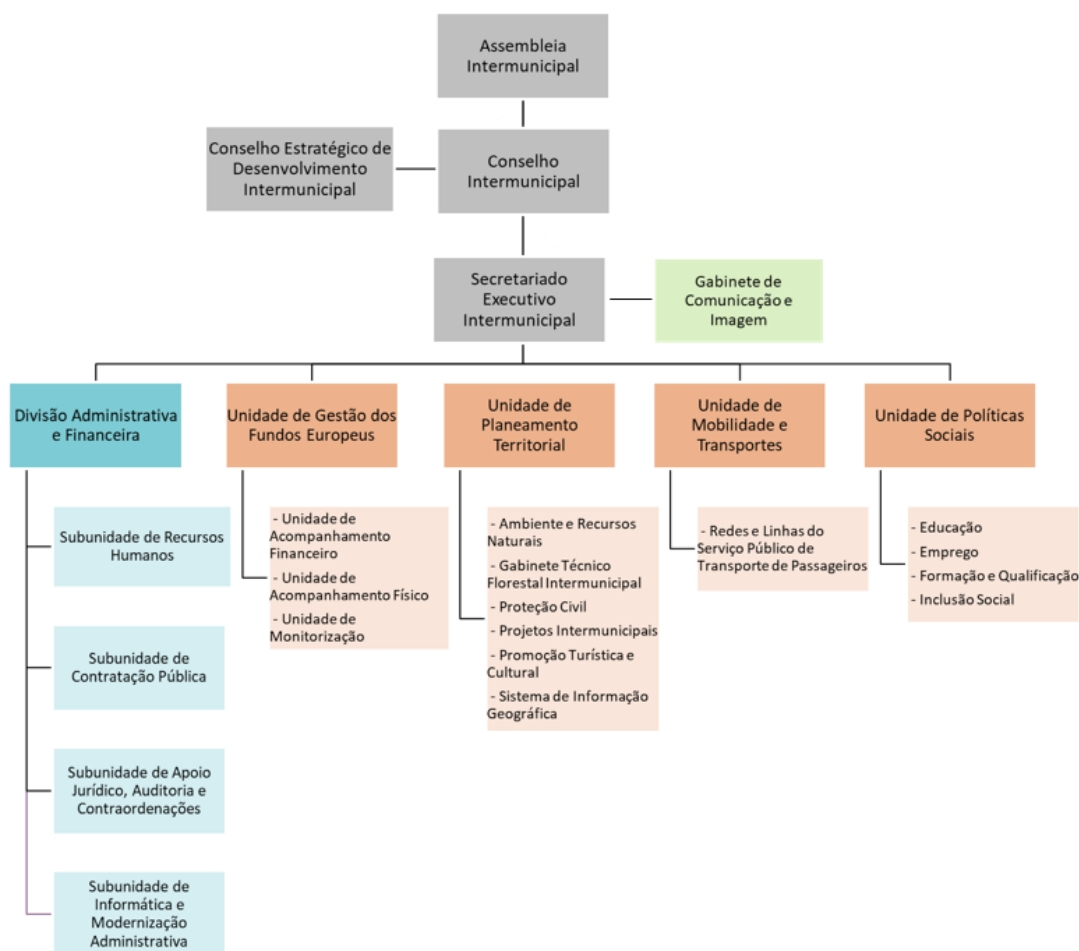 Assembleia
Intermunicipal
Conselho Estratégico de
Desenvolvimento
Intermunicipal
Conselho
Intermunicipal
Secretariado
Executivo
Intermunicipal
Gabinete de
Comunicação e
Imagem
Divisão Administrativa
e Financeira
Unidade de Gestão dos
Fundos Europeus
Unidade de
Planeamento
Territorial
Unidade de
Mobilidade e
Transportes
Unidade de Políticas
Sociais
Subunidade de Recursos
Humanos
Subunidade de
Contratação Pública
Subunidade de Apoio
Jurídico, Auditoria e
Contraordenações
Subunidade de
Informática e
Modernização
Administrativa
- Unidade de
Acompanhamento
Financeiro
- Unidade de
Acompanhamento Físico
- Unidade de
Monitorização
- Ambiente e Recursos
Naturais
- Gabinete Técnico
Florestal Intermunicipal
- Proteção Civil
- Projetos Intermunicipais
- Promoção Turística e
Cultural
- Sistema de Informação
Geográfica
- Redes e Linhas do
Serviço Público de
Transporte de Passageiros
- Educação
- Emprego
- Formação e Qualificação
- Inclusão Social